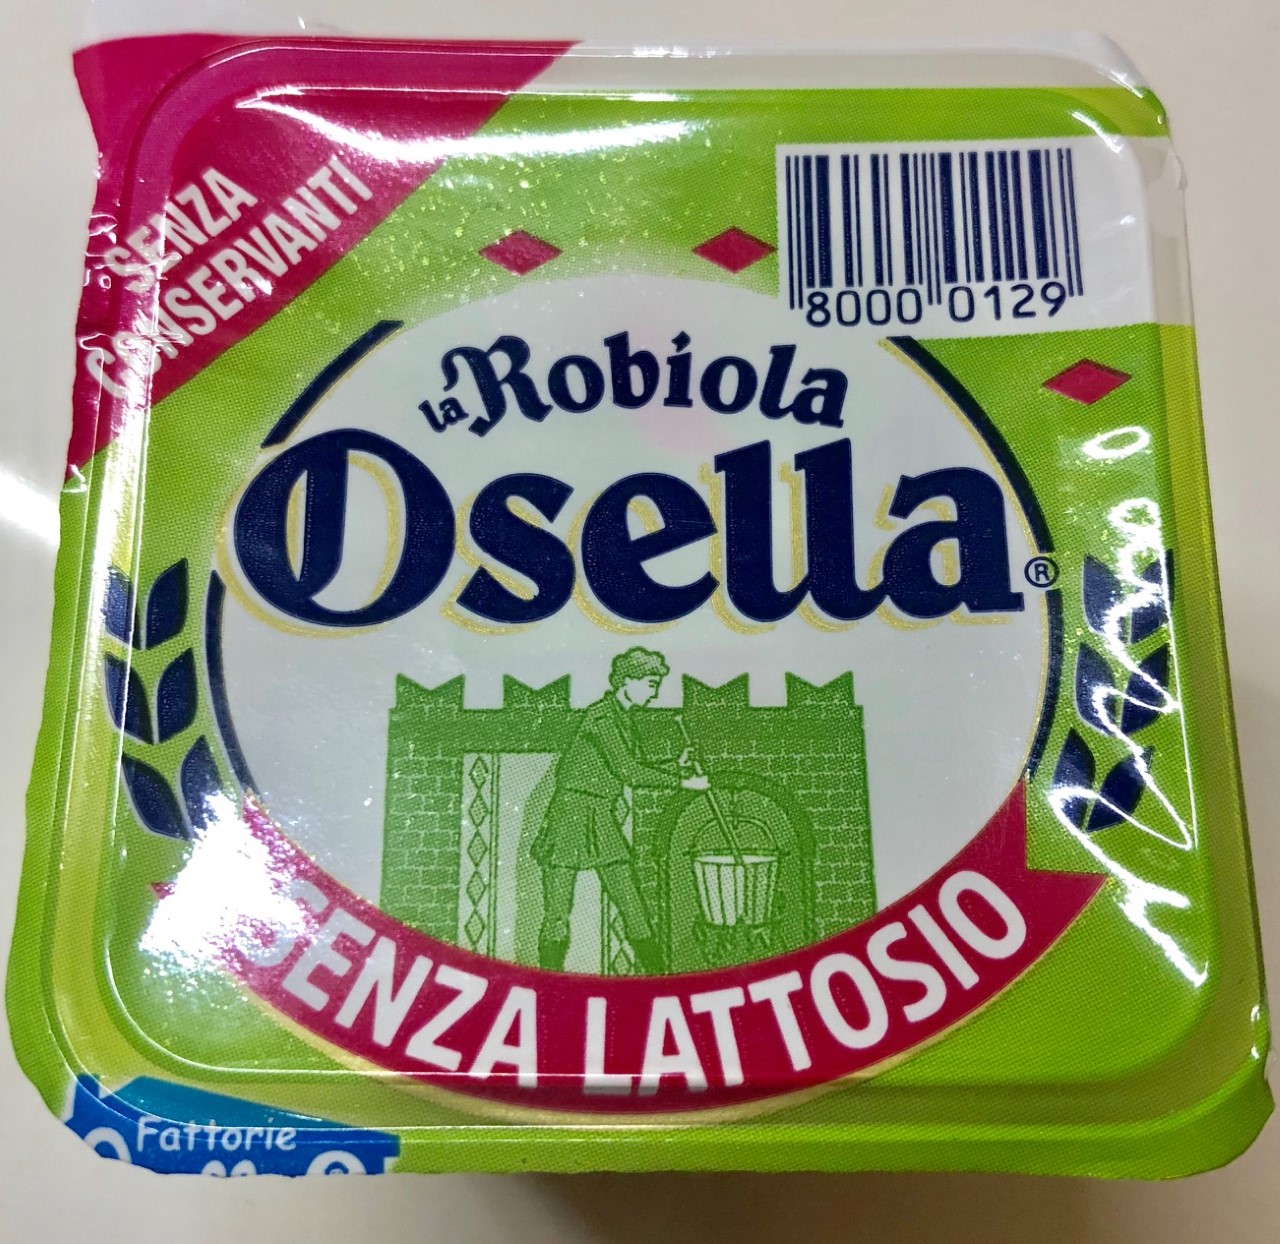 SENZA
CONSERVANTI
8000 0129
la Robiola
Osella®
SENZA LATTOSIO
Fattorie